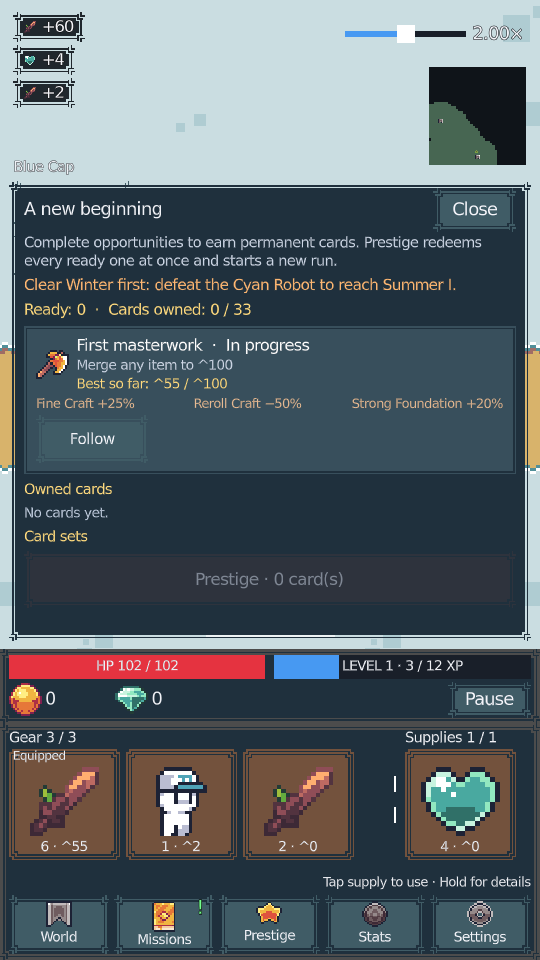 +60
2.00×
+4
+2
Blue Cap
A new beginning
Close
Complete opportunities to earn permanent cards. Prestige redeems
every ready one at once and starts a new run.
Clear Winter first: defeat the Cyan Robot to reach Summer I.
Ready: 0 · Cards owned: 0 / 33
First masterwork · In progress
Merge any item to ^100
Best so far: ^55 / ^100
Fine Craft +25% Reroll Craft −50% Strong Foundation +20%
Follow
Owned cards
No cards yet.
Card sets
Prestige · 0 card(s)
HP 102 / 102 LEVEL 1 · 3 / 12 XP
0 0 Pause
Gear 3 / 3 Supplies 1 / 1
Equipped
6 · ^55 1 · ^2 2 · ^0 4 · ^0
Tap supply to use · Hold for details
!
World Missions Prestige Stats Settings